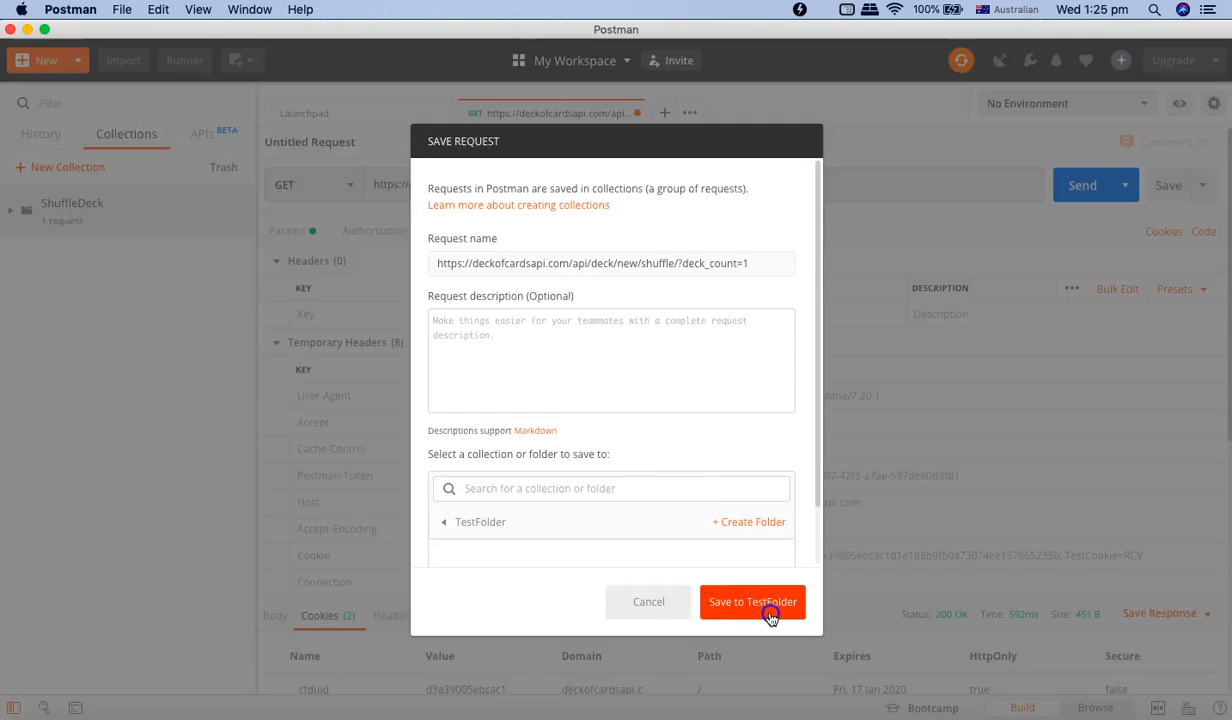 Postman File Edit View Window Help 100% Australian Wed 1:25 pm
Postman
New Import Runner My Workspace Invite Upgrade
Filter
Launchpad GET https://deckofcardsapi.com/api... No Environment
History Collections APIs BETA
Untitled Request Comments (0)
+ New Collection Trash
SAVE REQUEST
GET https:// Send Save
ShuffleDeck
1 request
Requests in Postman are saved in collections (a group of requests).
Learn more about creating collections
Params Authorization Cookies Code
Request name
https://deckofcardsapi.com/api/deck/new/shuffle/?deck_count=1
Headers (0)
KEY DESCRIPTION Bulk Edit Presets
Request description (Optional)
Key Description
Make things easier for your teammates with a complete request
description.
Temporary Headers (8)
KEY
User-Agent
Accept
Cache-Control
Postman-Token
Host
Accept-Encoding
Cookie
Connection
Descriptions support Markdown
Select a collection or folder to save to:
Search for a collection or folder
TestFolder + Create Folder
Cancel Save to TestFolder
Body Cookies (2) Status: 200 OK Time: 592ms Size: 451 B Save Response
Name Value Domain Path Expires HttpOnly Secure
cfduid d3a39005ebcac1 deckofcardsapi.c / Fri, 17 jan 2020 true false
Bootcamp Build Browse